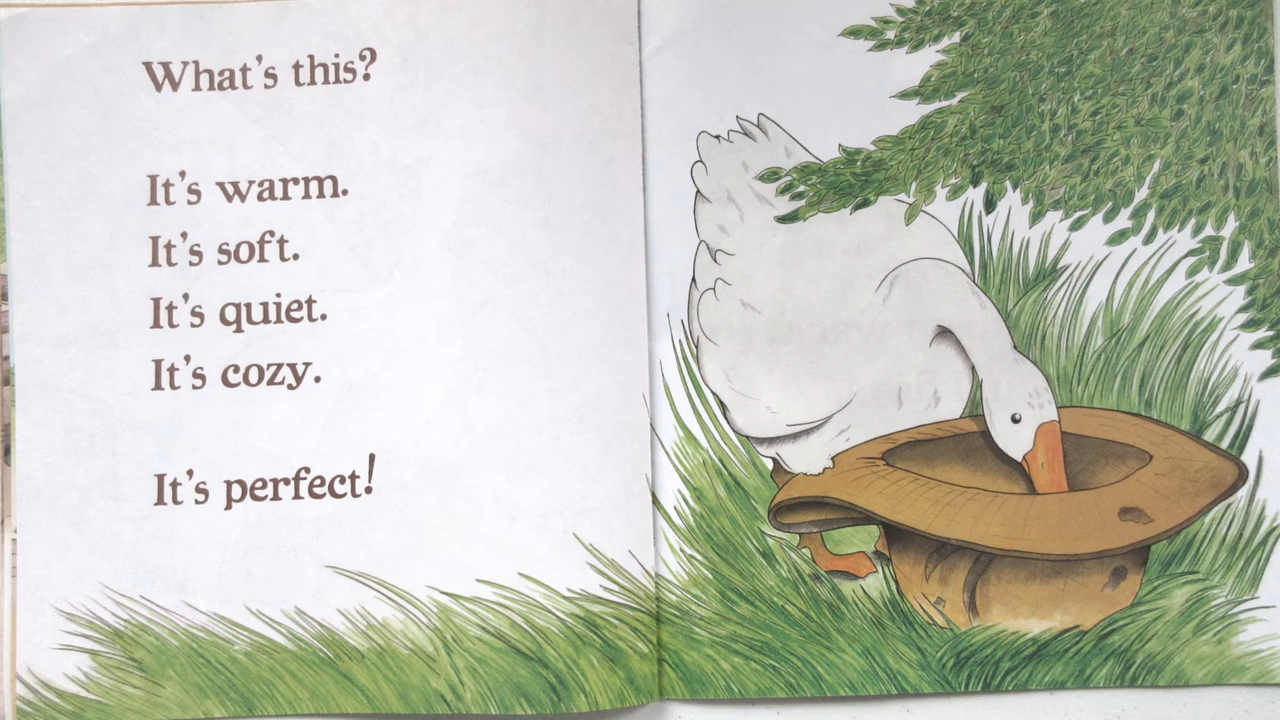 What's this?
It's warm.
It's soft.
It's quiet.
It's cozy.
It's perfect!